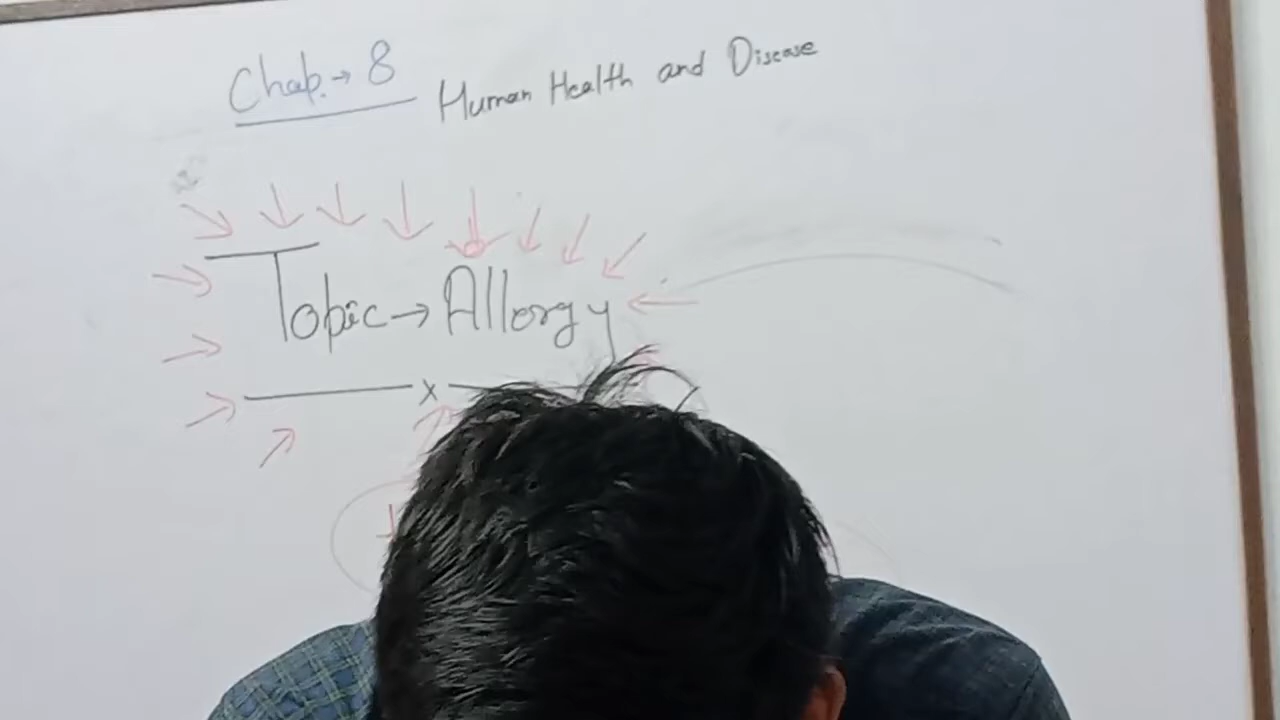 Chap. → 8 Human Health and Disease
Topic → Allergy
x